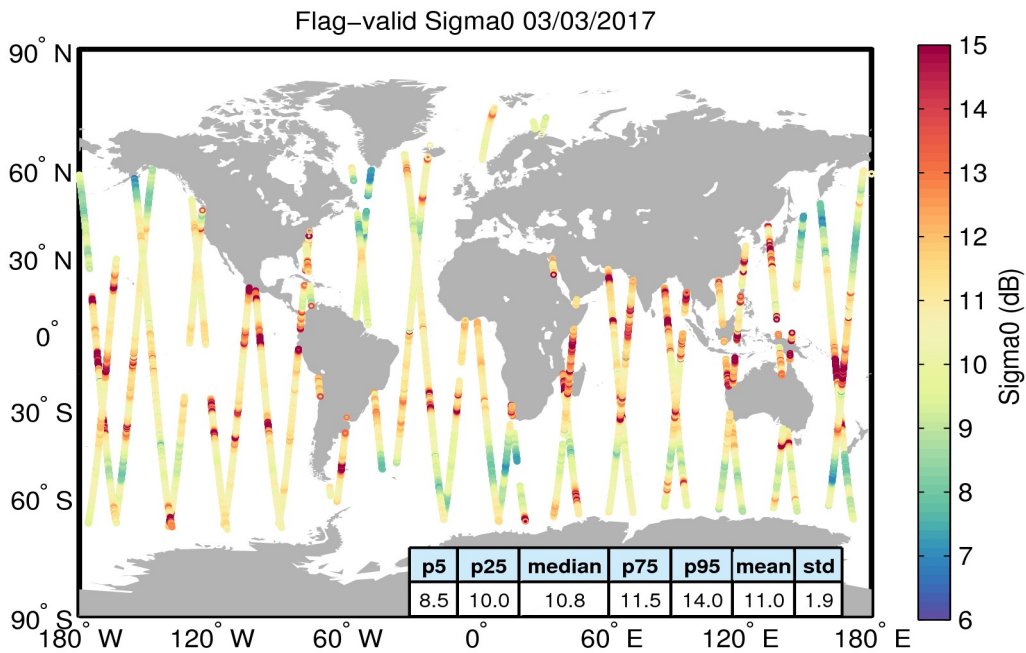 Flag−valid Sigma0 03/03/2017
90° N
60° N
30° N
0°
30° S
60° S
90° S
180° W
120° W
60° W
0°
60° E
120° E
180° E
p5 p25 median p75 p95 mean std
8.5 10.0 10.8 11.5 14.0 11.0 1.9
15
14
13
12
11
10
9
8
7
6
Sigma0 (dB)